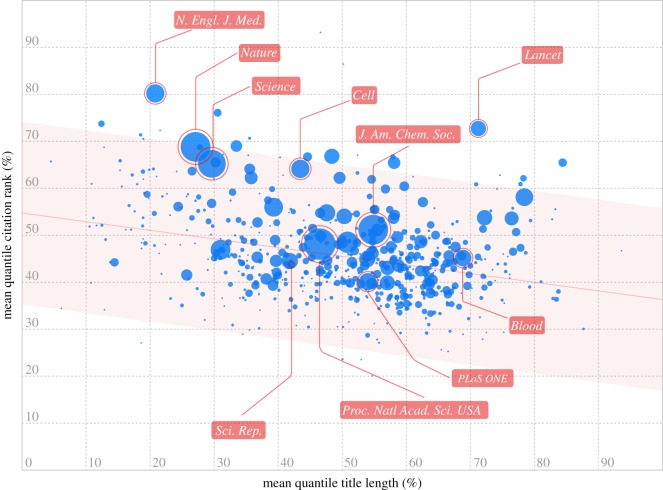 N. Engl. J. Med.
90
Nature
Lancet
Science
80
Cell
J. Am. Chem. Soc.
70
60
50
40
30
Blood
20
PLoS ONE
Proc. Natl Acad. Sci. USA
10
Sci. Rep.
0
10
20
30
40
50
60
70
80
90
mean quantile citation rank (%)
mean quantile title length (%)